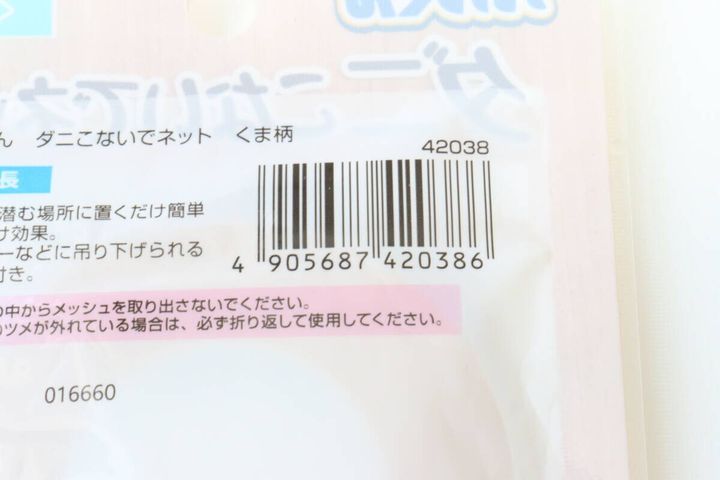 ん ダニこないでネット くま柄
42038
長
潜む場所に置くだけ簡単
け効果。
ーなどに吊り下げられる
付き。
4 905687 420386
の中からメッシュを取り出さないでください。
のツメが外れている場合は、必ず折り返して使用してください。
016660